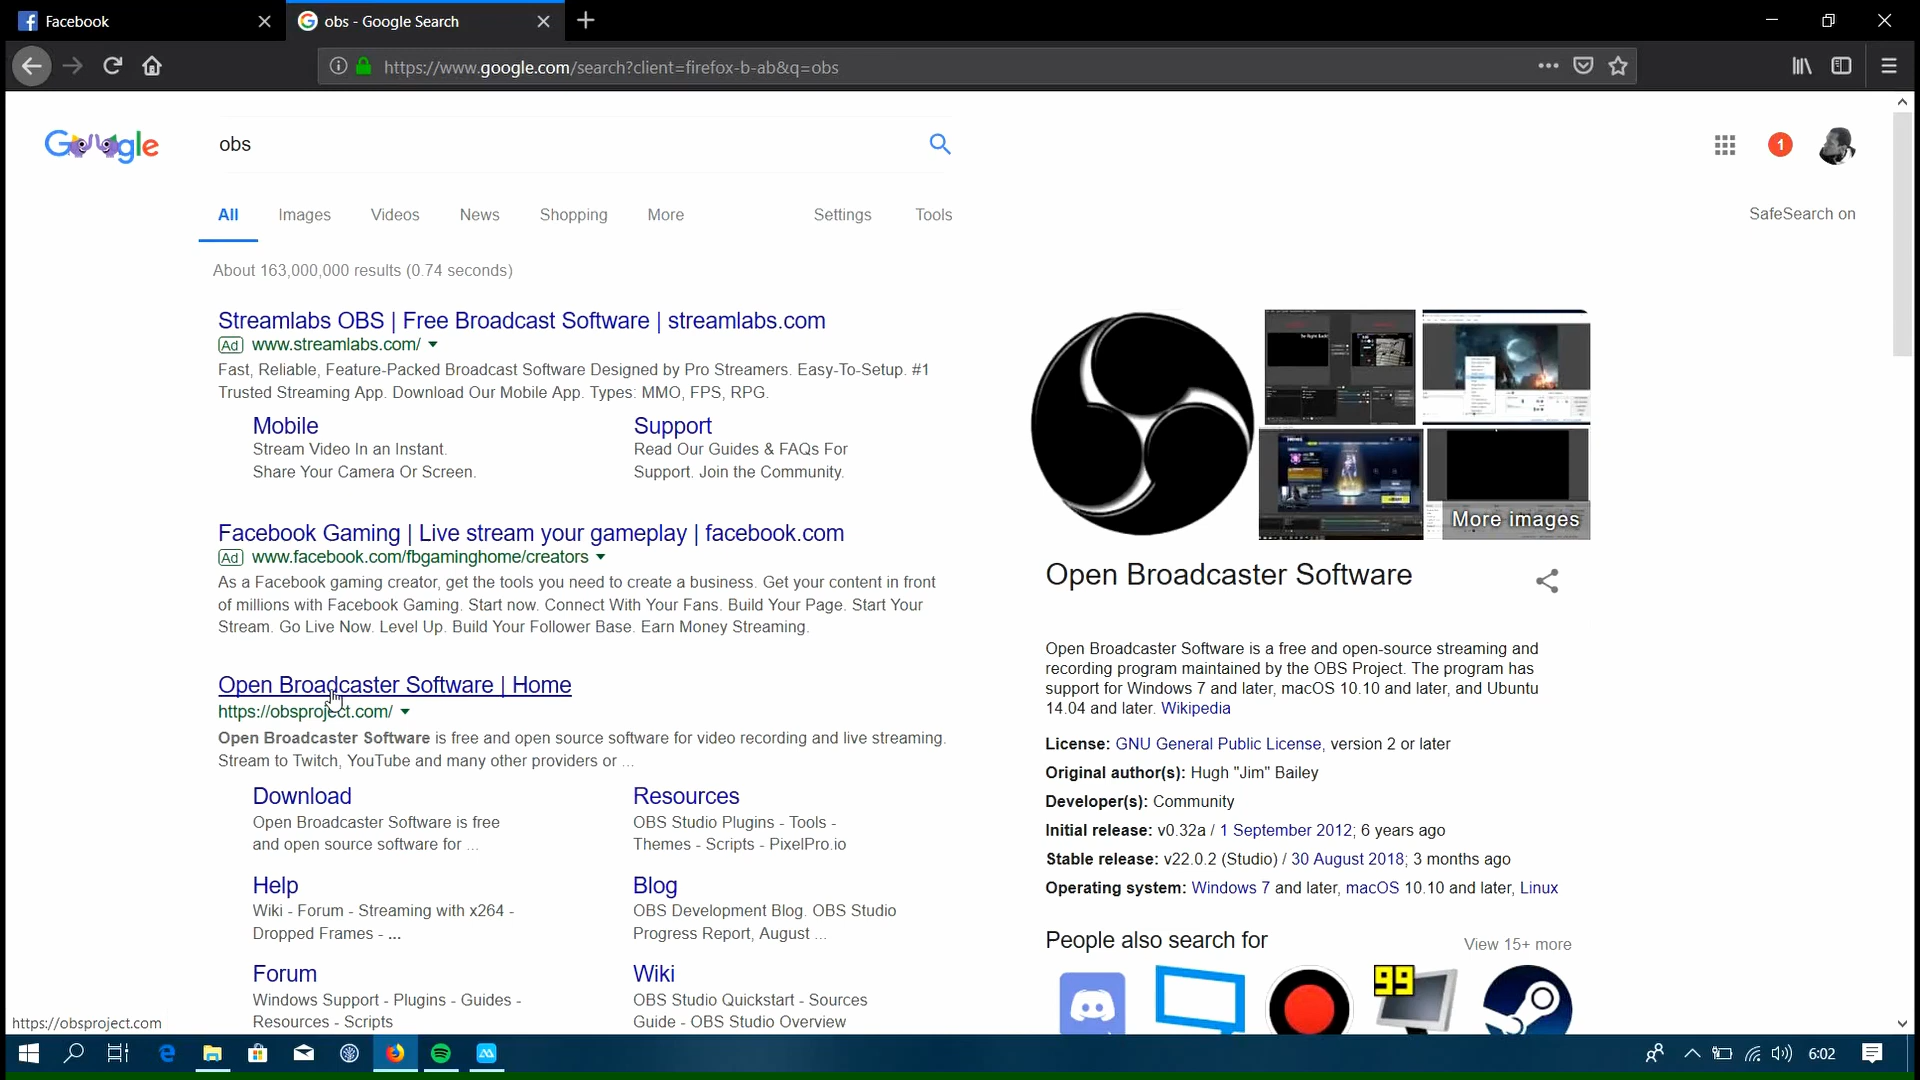 Facebook
obs - Google Search
https://www.google.com/search?client=firefox-b-ab&q=obs
Google
obs
1
All
Images
Videos
News
Shopping
More
Settings
Tools
SafeSearch on
About 163,000,000 results (0.74 seconds)
Streamlabs OBS | Free Broadcast Software | streamlabs.com
Ad www.streamlabs.com/
Fast, Reliable, Feature-Packed Broadcast Software Designed by Pro Streamers. Easy-To-Setup. #1
Trusted Streaming App. Download Our Mobile App. Types: MMO, FPS, RPG.
Mobile
Stream Video In an Instant.
Share Your Camera Or Screen.
Support
Read Our Guides & FAQs For
Support. Join the Community.
Facebook Gaming | Live stream your gameplay | facebook.com
Ad www.facebook.com/fbgaminghome/creators
As a Facebook gaming creator, get the tools you need to create a business. Get your content in front
of millions with Facebook Gaming. Start now. Connect With Your Fans. Build Your Page. Start Your
Stream. Go Live Now. Level Up. Build Your Follower Base. Earn Money Streaming.
Open Broadcaster Software | Home
https://obsproject.com/
Open Broadcaster Software is free and open source software for video recording and live streaming.
Stream to Twitch, YouTube and many other providers or ...
Download
Open Broadcaster Software is free
and open source software for ...
Resources
OBS Studio Plugins - Tools -
Themes - Scripts - PixelPro.io
Help
Wiki - Forum - Streaming with x264 -
Dropped Frames - ...
Blog
OBS Development Blog. OBS Studio
Progress Report, August ...
Forum
Windows Support - Plugins - Guides -
Resources - Scripts
Wiki
OBS Studio Quickstart - Sources
Guide - OBS Studio Overview
More images
Open Broadcaster Software
Open Broadcaster Software is a free and open-source streaming and
recording program maintained by the OBS Project. The program has
support for Windows 7 and later, macOS 10.10 and later, and Ubuntu
14.04 and later. Wikipedia
License: GNU General Public License, version 2 or later
Original author(s): Hugh "Jim" Bailey
Developer(s): Community
Initial release: v0.32a / 1 September 2012; 6 years ago
Stable release: v22.0.2 (Studio) / 30 August 2018; 3 months ago
Operating system: Windows 7 and later, macOS 10.10 and later, Linux
People also search for
View 15+ more
99
https://obsproject.com
6:02